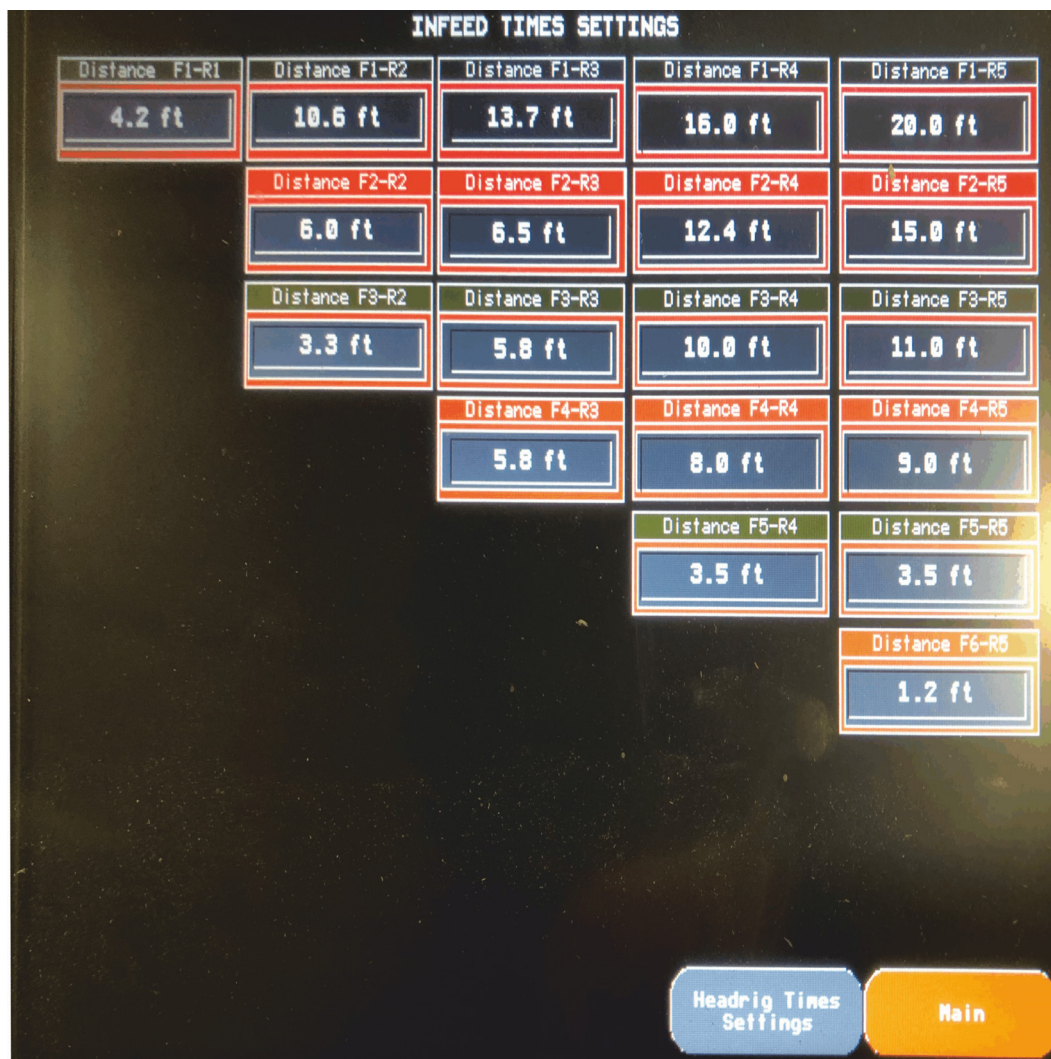 INFEED TIMES SETTINGS
Distance F1-R1 Distance F1-R2 Distance F1-R3 Distance F1-R4 Distance F1-R5
4.2 ft 10.6 ft 13.7 ft 16.0 ft 20.0 ft
Distance F2-R2 Distance F2-R3 Distance F2-R4 Distance F2-R5
6.0 ft 6.5 ft 12.4 ft 15.0 ft
Distance F3-R2 Distance F3-R3 Distance F3-R4 Distance F3-R5
3.3 ft 5.8 ft 10.0 ft 11.0 ft
Distance F4-R3 Distance F4-R4 Distance F4-R5
5.8 ft 8.0 ft 9.0 ft
Distance F5-R4 Distance F5-R5
3.5 ft 3.5 ft
Distance F6-R5
1.2 ft
Headrig Times
Settings
Main